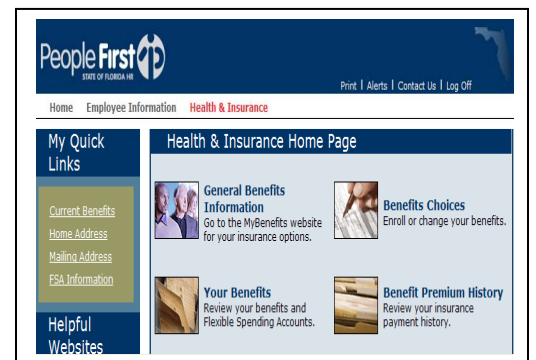 People First
STATE OF FLORIDA HR
Print | Alerts | Contact Us | Log Off
Home Employee Information Health & Insurance
My Quick
Links
Current Benefits
Home Address
Mailing Address
FSA Information
Helpful
Websites
Health & Insurance Home Page
General Benefits
Information
Go to the MyBenefits website
for your insurance options.
Benefits Choices
Enroll or change your benefits.
Your Benefits
Review your benefits and
Flexible Spending Accounts.
Benefit Premium History
Review your insurance
payment history.